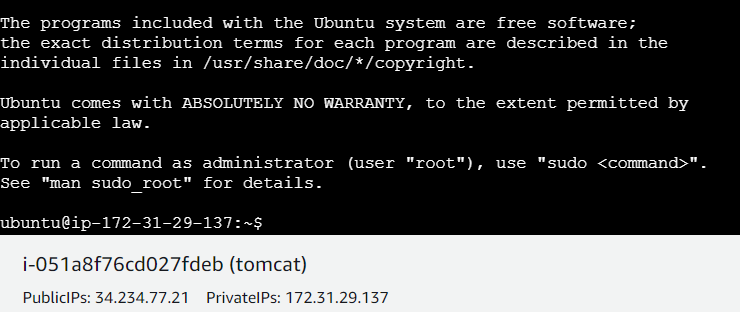 The programs included with the Ubuntu system are free software;
the exact distribution terms for each program are described in the
individual files in /usr/share/doc/*/copyright.
Ubuntu comes with ABSOLUTELY NO WARRANTY, to the extent permitted by
applicable law.
To run a command as administrator (user "root"), use "sudo <command>".
See "man sudo_root" for details.
ubuntu@ip-172-31-29-137:~$
i-051a8f76cd027fdeb (tomcat)
PublicIPs: 34.234.77.21 PrivateIPs: 172.31.29.137